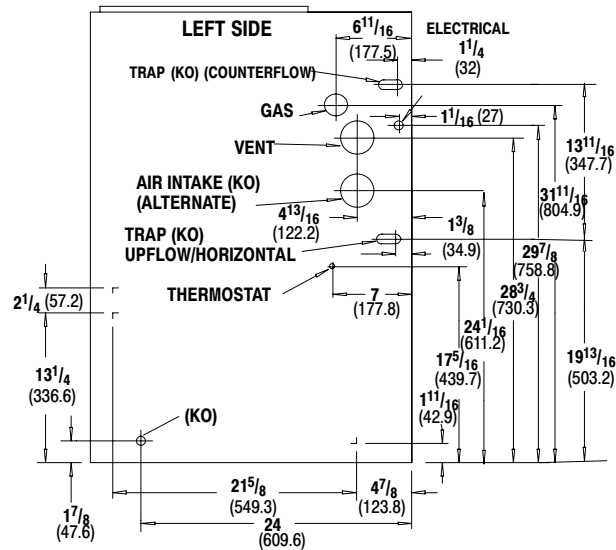 LEFT SIDE
6 11/16
(177.5)
ELECTRICAL
1 1/4
(32)
TRAP (KO) (COUNTERFLOW)
GAS
1 1/16 (27)
VENT
13 11/16
(347.7)
AIR INTAKE (KO)
(ALTERNATE)
31 11/16
(804.9)
4 13/16
(122.2)
1 3/8
(34.9)
TRAP (KO)
UPFLOW/HORIZONTAL
29 7/8
(758.8)
THERMOSTAT
7
(177.8)
28 3/4
(730.3)
2 1/4 (57.2)
24 1/16
(611.2)
17 5/16
(439.7)
19 13/16
(503.2)
13 1/4
(336.6)
1 11/16
(42.9)
(KO)
21 5/8
(549.3)
4 7/8
(123.8)
1 7/8
(47.6)
24
(609.6)